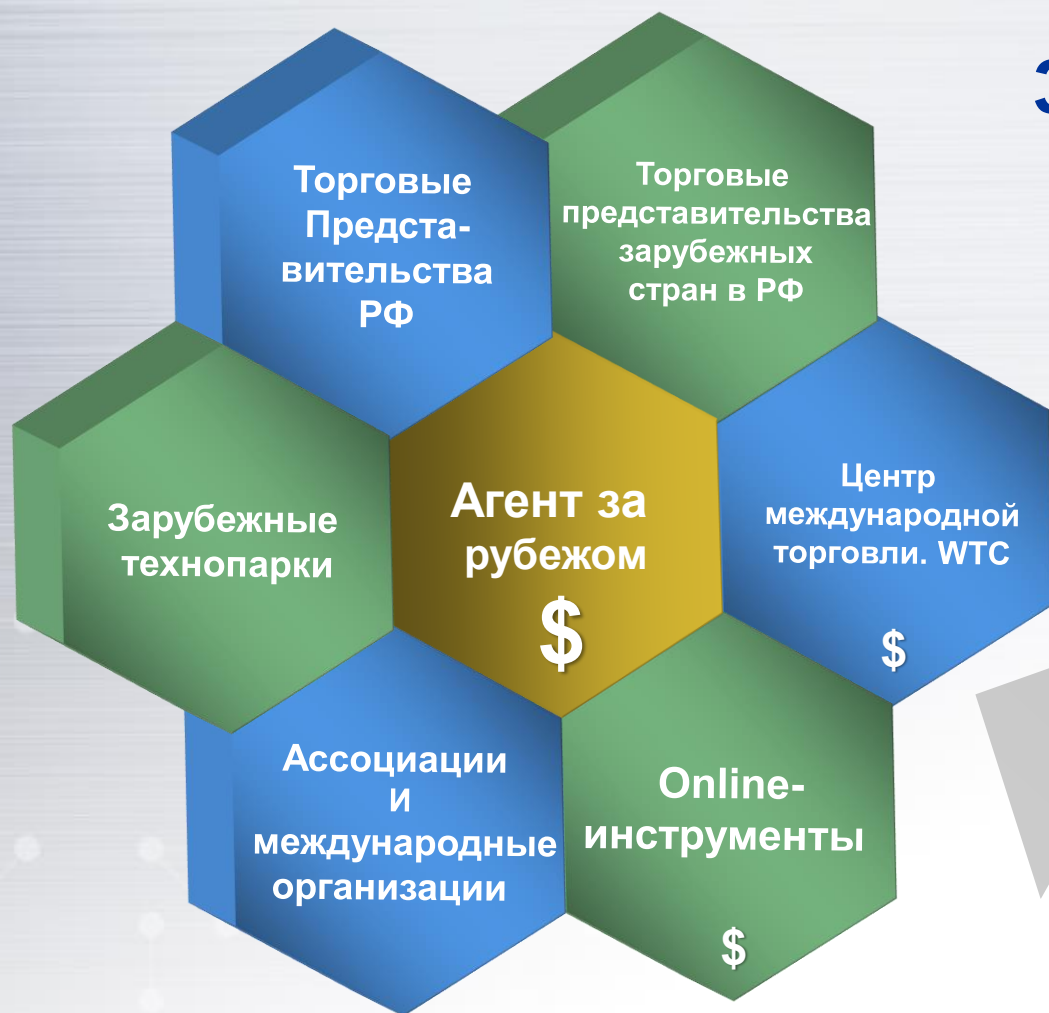 Торговые
Предста-
вительства
РФ
Торговые
представительства
зарубежных
стран в РФ
Зарубежные
технопарки
Агент за
рубежом
$
Центр
международной
торговли. WTC
$
Ассоциации
И
международные
организации
Online-
инструменты
$